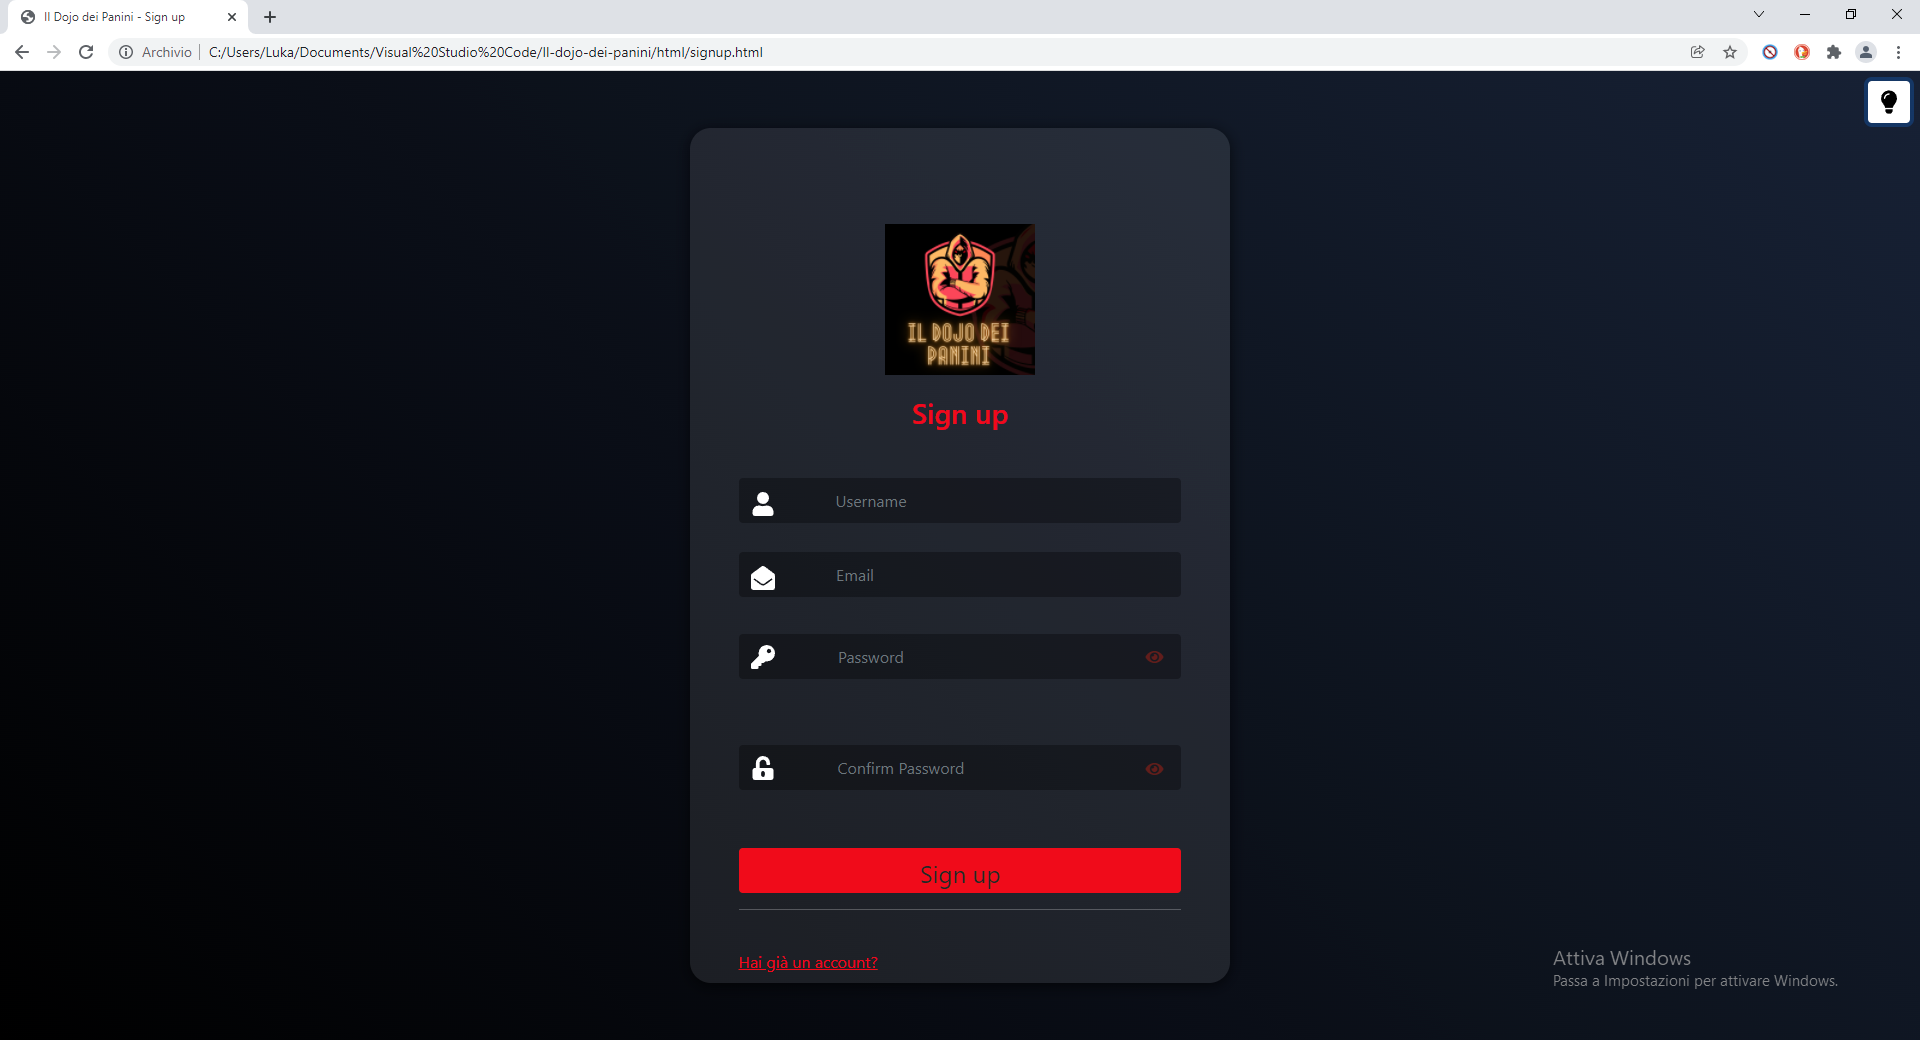 Il Dojo dei Panini - Sign up
Archivio
C:/Users/Luka/Documents/Visual%20Studio%20Code/Il-dojo-dei-panini/html/signup.html
IL DOJO DEI
PANINI
Sign up
Username
Email
Password
Confirm Password
Sign up
Hai già un account?
Attiva Windows
Passa a Impostazioni per attivare Windows.